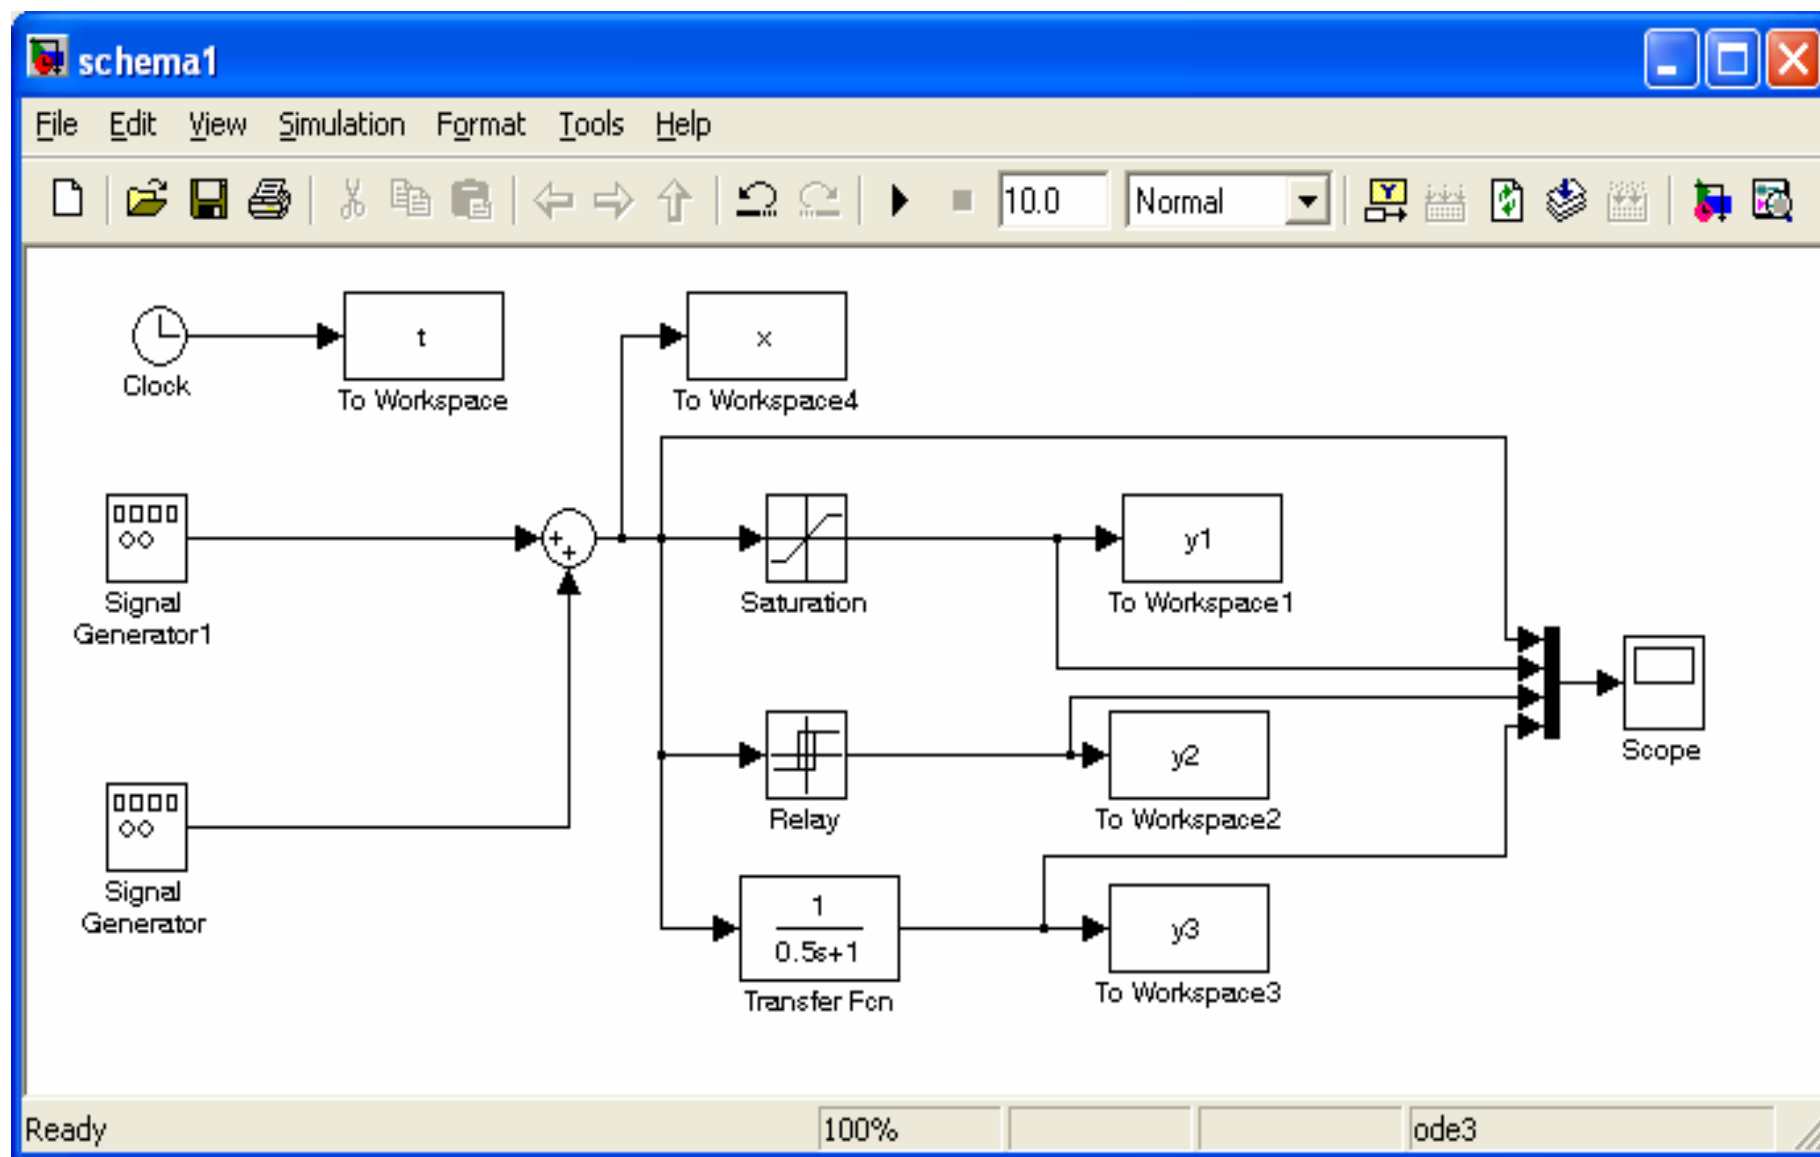 schema1
File Edit View Simulation Format Tools Help
10.0 Normal
t
x
Clock
To Workspace
To Workspace4
+
+
y1
Signal
Generator1
Saturation
To Workspace1
y2
Scope
Relay
To Workspace2
Signal
Generator
1
0.5s+1
y3
Transfer Fcn
To Workspace3
Ready 100% ode3